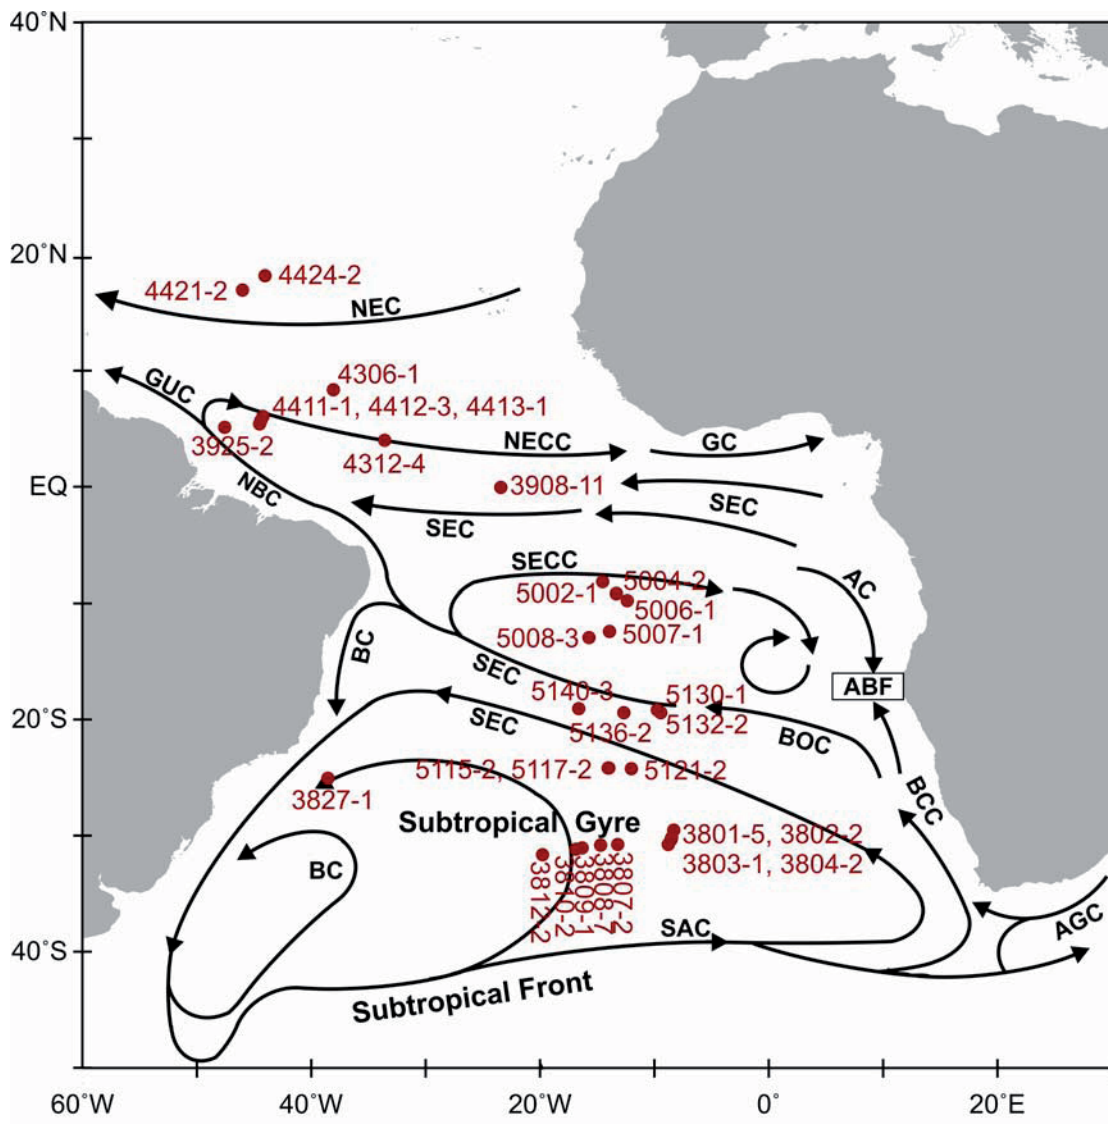 40°N
20°N
4424-2
4421-2
NEC
4306-1
GUC
4411-1, 4412-3, 4413-1
3925-2
NECC
GC
4312-4
EQ
NBC
3908-11
SEC
SEC
SECC
5004-2
5002-1
AC
5006-1
5008-3
5007-1
BC
SEC
5140-3
5130-1
ABF
20°S
SEC
5136-2
5132-2
BOC
5115-2, 5117-2
5121-2
3827-1
BCC
Subtropical Gyre
3801-5, 3802-2
3803-1, 3804-2
BC
3812-2
3810-2
3809-1
3808-7
3807-2
SAC
AGC
40°S
Subtropical Front
60°W
40°W
20°W
0°
20°E